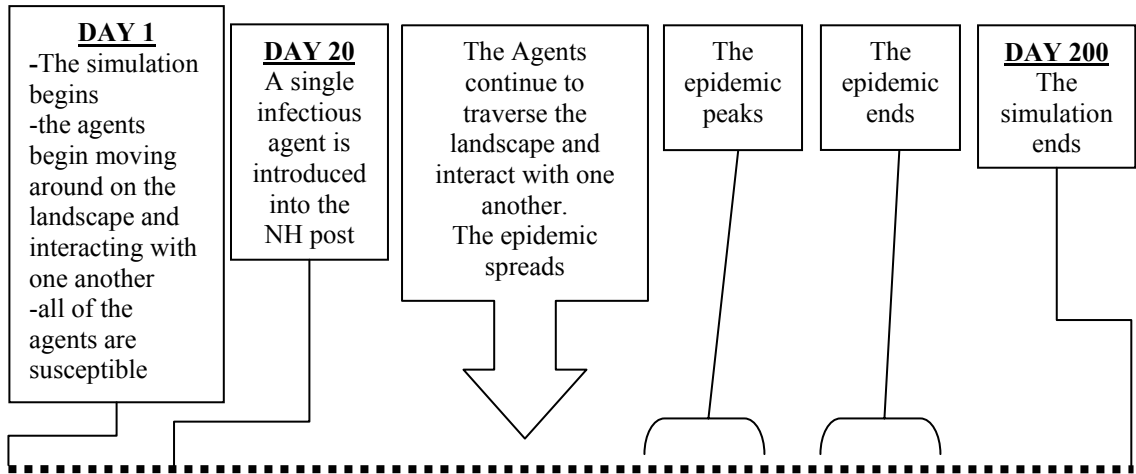 DAY 1
-The simulation
begins
-the agents
begin moving
around on the
landscape and
interacting with
one another
-all of the
agents are
susceptible
DAY 20
A single
infectious
agent is
introduced
into the
NH post
The Agents
continue to
traverse the
landscape and
interact with one
another.
The epidemic
spreads
The
epidemic
peaks
The
epidemic
ends
DAY 200
The
simulation
ends